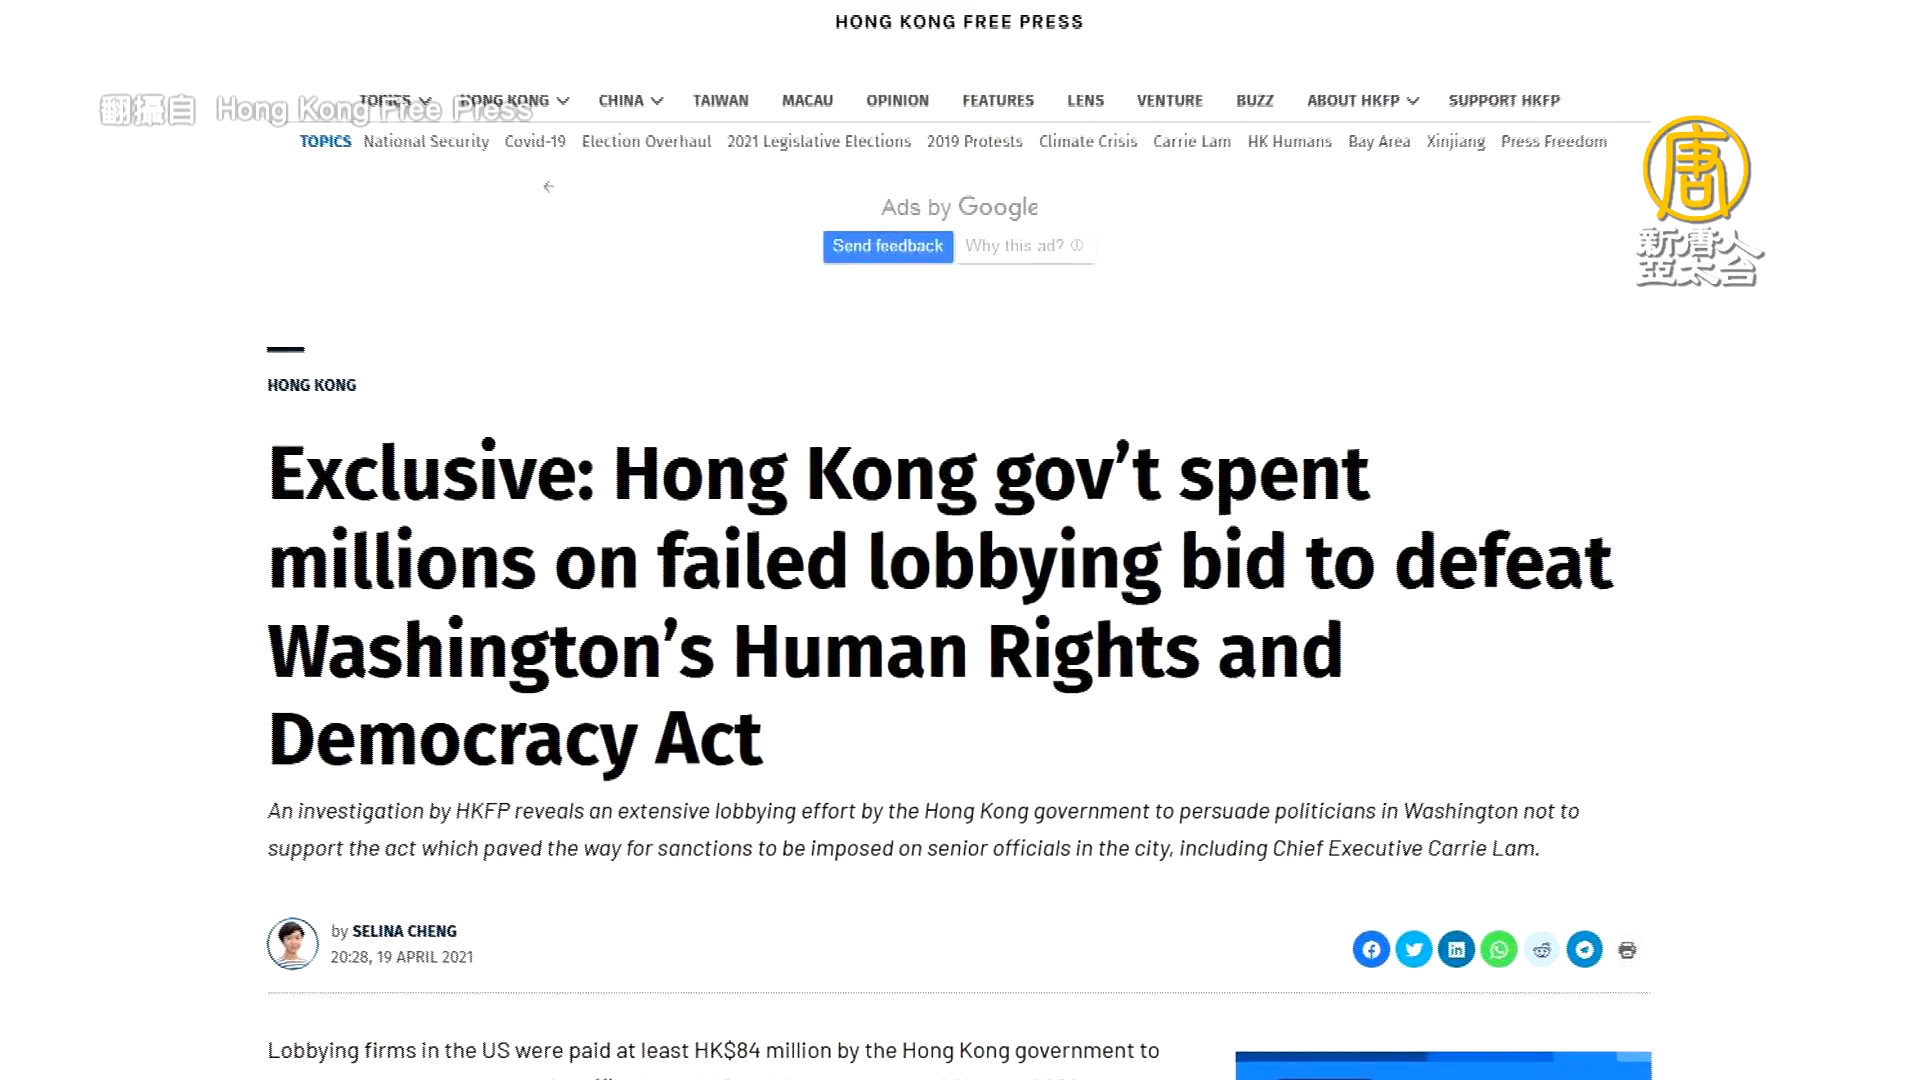 HONG KONG FREE PRESS
翻攝自 Hong Kong Free Press
TOPICS HONG KONG CHINA TAIWAN MACAU OPINION FEATURES LENS VENTURE BUZZ ABOUT HKFP SUPPORT HKFP
TOPICS National Security Covid-19 Election Overhaul 2021 Legislative Elections 2019 Protests Climate Crisis Carrie Lam HK Humans Bay Area Xinjiang Press Freedom
唐
新唐人
亞太台
Ads by Google
Send feedback Why this ad?
HONG KONG
Exclusive: Hong Kong gov’t spent
millions on failed lobbying bid to defeat
Washington’s Human Rights and
Democracy Act
An investigation by HKFP reveals an extensive lobbying effort by the Hong Kong government to persuade politicians in Washington not to
support the act which paved the way for sanctions to be imposed on senior officials in the city, including Chief Executive Carrie Lam.
by SELINA CHENG
20:28, 19 APRIL 2021
Lobbying firms in the US were paid at least HK$84 million by the Hong Kong government to